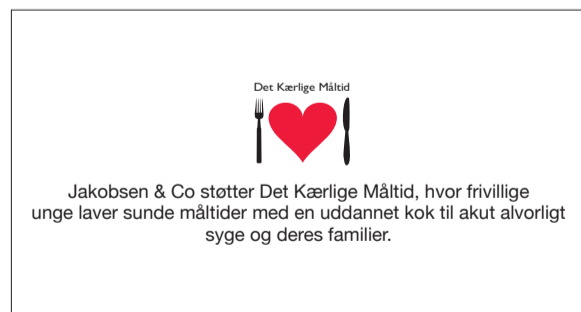 Det Kærlige Måltid
Jakobsen & Co støtter Det Kærlige Måltid, hvor frivillige
unge laver sunde måltider med en uddannet kok til akut alvorligt
syge og deres familier.